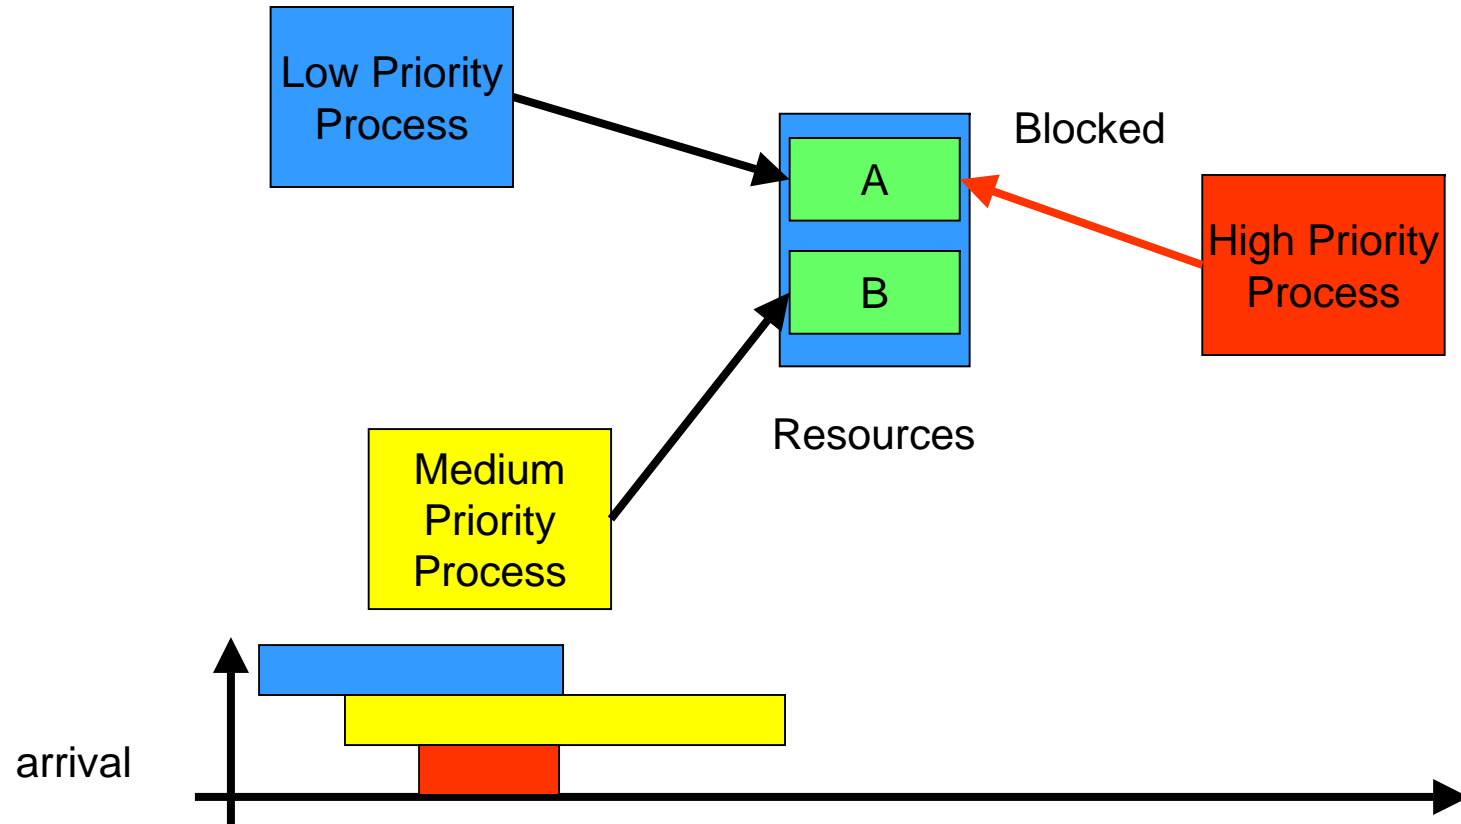 Low Priority
Process
Blocked
A
High Priority
Process
B
Resources
Medium
Priority
Process
arrival